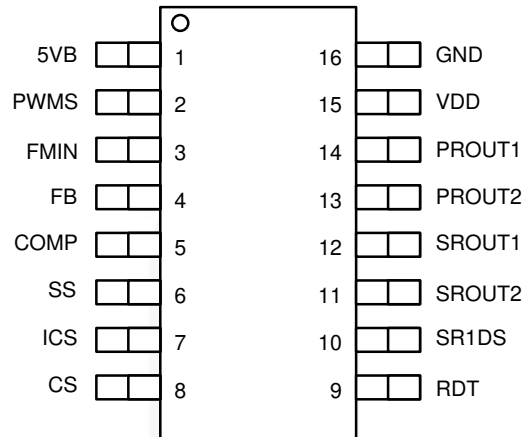 5VB 1 16 GND
PWMS 2 15 VDD
FMIN 3 14 PROUT1
FB 4 13 PROUT2
COMP 5 12 SROUT1
SS 6 11 SROUT2
ICS 7 10 SR1DS
CS 8 9 RDT